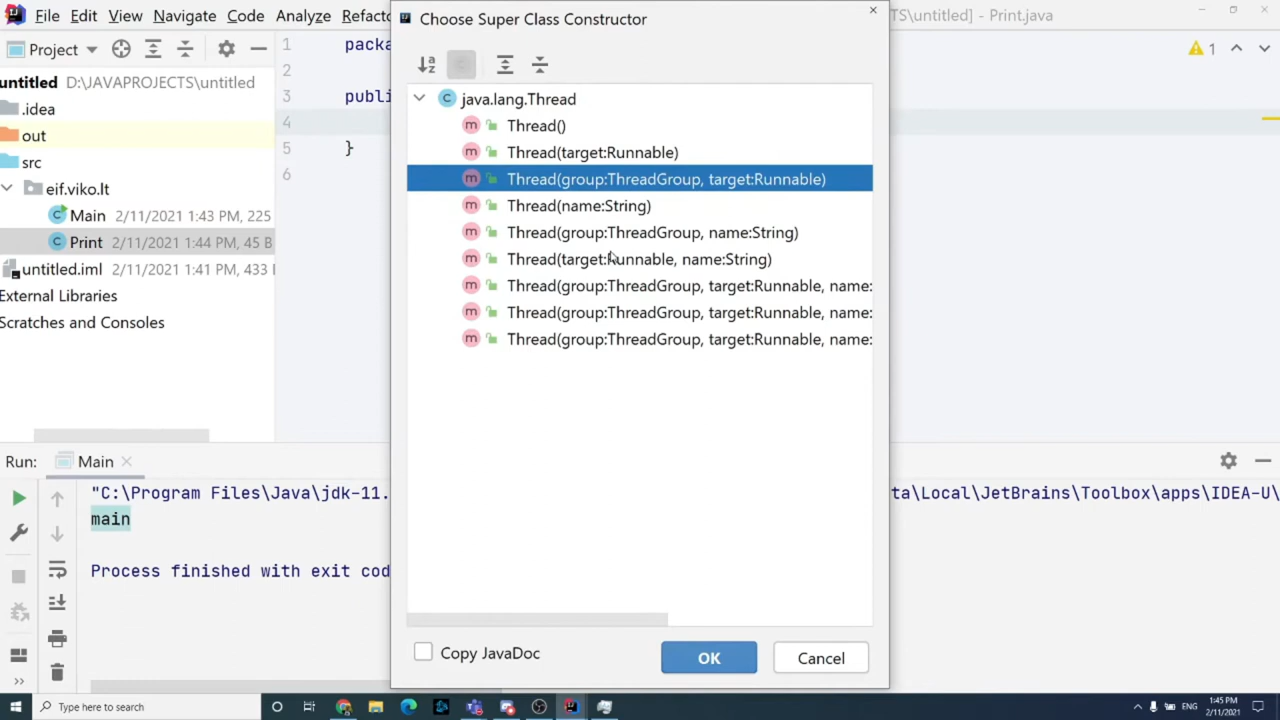 File Edit View Navigate Code Analyze Refacto
Choose Super Class Constructor
TS\untitled] - Print.java
Project
untitled D:\JAVAPROJECTS\untitled
.idea
out
src
eif.viko.lt
Main 2/11/2021 1:43 PM, 225
Print 2/11/2021 1:44 PM, 45 B
untitled.iml 2/11/2021 1:41 PM, 433
External Libraries
Scratches and Consoles
1 packa
2
3 publi
4
5 }
6
1
java.lang.Thread
Thread()
Thread(target:Runnable)
Thread(group:ThreadGroup, target:Runnable)
Thread(name:String)
Thread(group:ThreadGroup, name:String)
Thread(target:Runnable, name:String)
Thread(group:ThreadGroup, target:Runnable, name:
Thread(group:ThreadGroup, target:Runnable, name:
Thread(group:ThreadGroup, target:Runnable, name:
Copy JavaDoc
OK
Cancel
Run: Main
"C:\Program Files\Java\jdk-11. ta\Local\JetBrains\Toolbox\apps\IDEA-U\
main
Process finished with exit cod
Type here to search
ENG
1:45 PM
2/11/2021